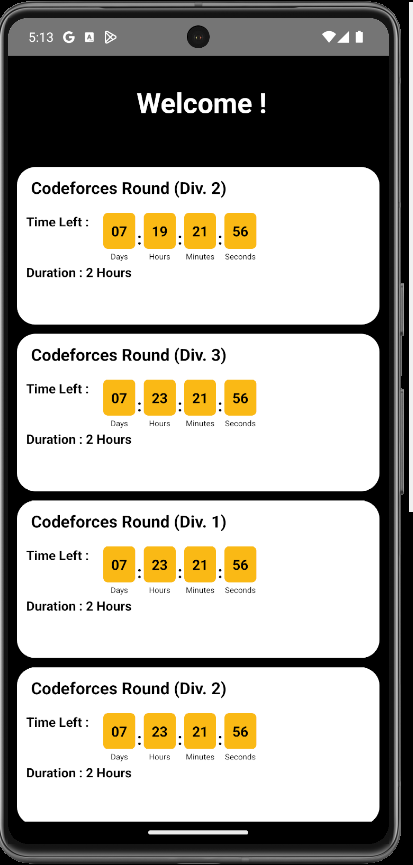 5:13
Welcome !
Codeforces Round (Div. 2)
Time Left : 07 : 19 : 21 : 56
Days Hours Minutes Seconds
Duration : 2 Hours
Codeforces Round (Div. 3)
Time Left : 07 : 23 : 21 : 56
Days Hours Minutes Seconds
Duration : 2 Hours
Codeforces Round (Div. 1)
Time Left : 07 : 23 : 21 : 56
Days Hours Minutes Seconds
Duration : 2 Hours
Codeforces Round (Div. 2)
Time Left : 07 : 23 : 21 : 56
Days Hours Minutes Seconds
Duration : 2 Hours